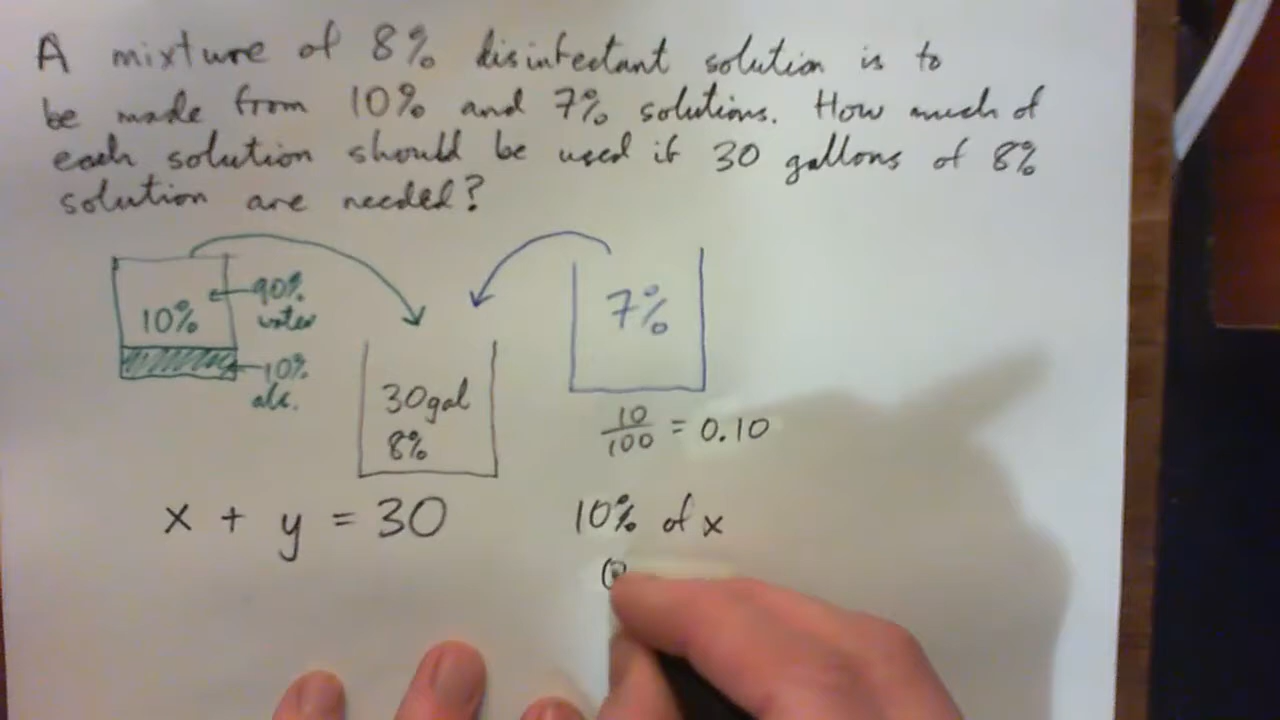 A mixture of 8% disinfectant solution is to
be made from 10% and 7% solutions. How much of
each solution should be used if 30 gallons of 8%
solution are needed?
90%
water
10%
10%
alc.
7%
30gal
8%
10/100 = 0.10
x + y = 30
10% of x